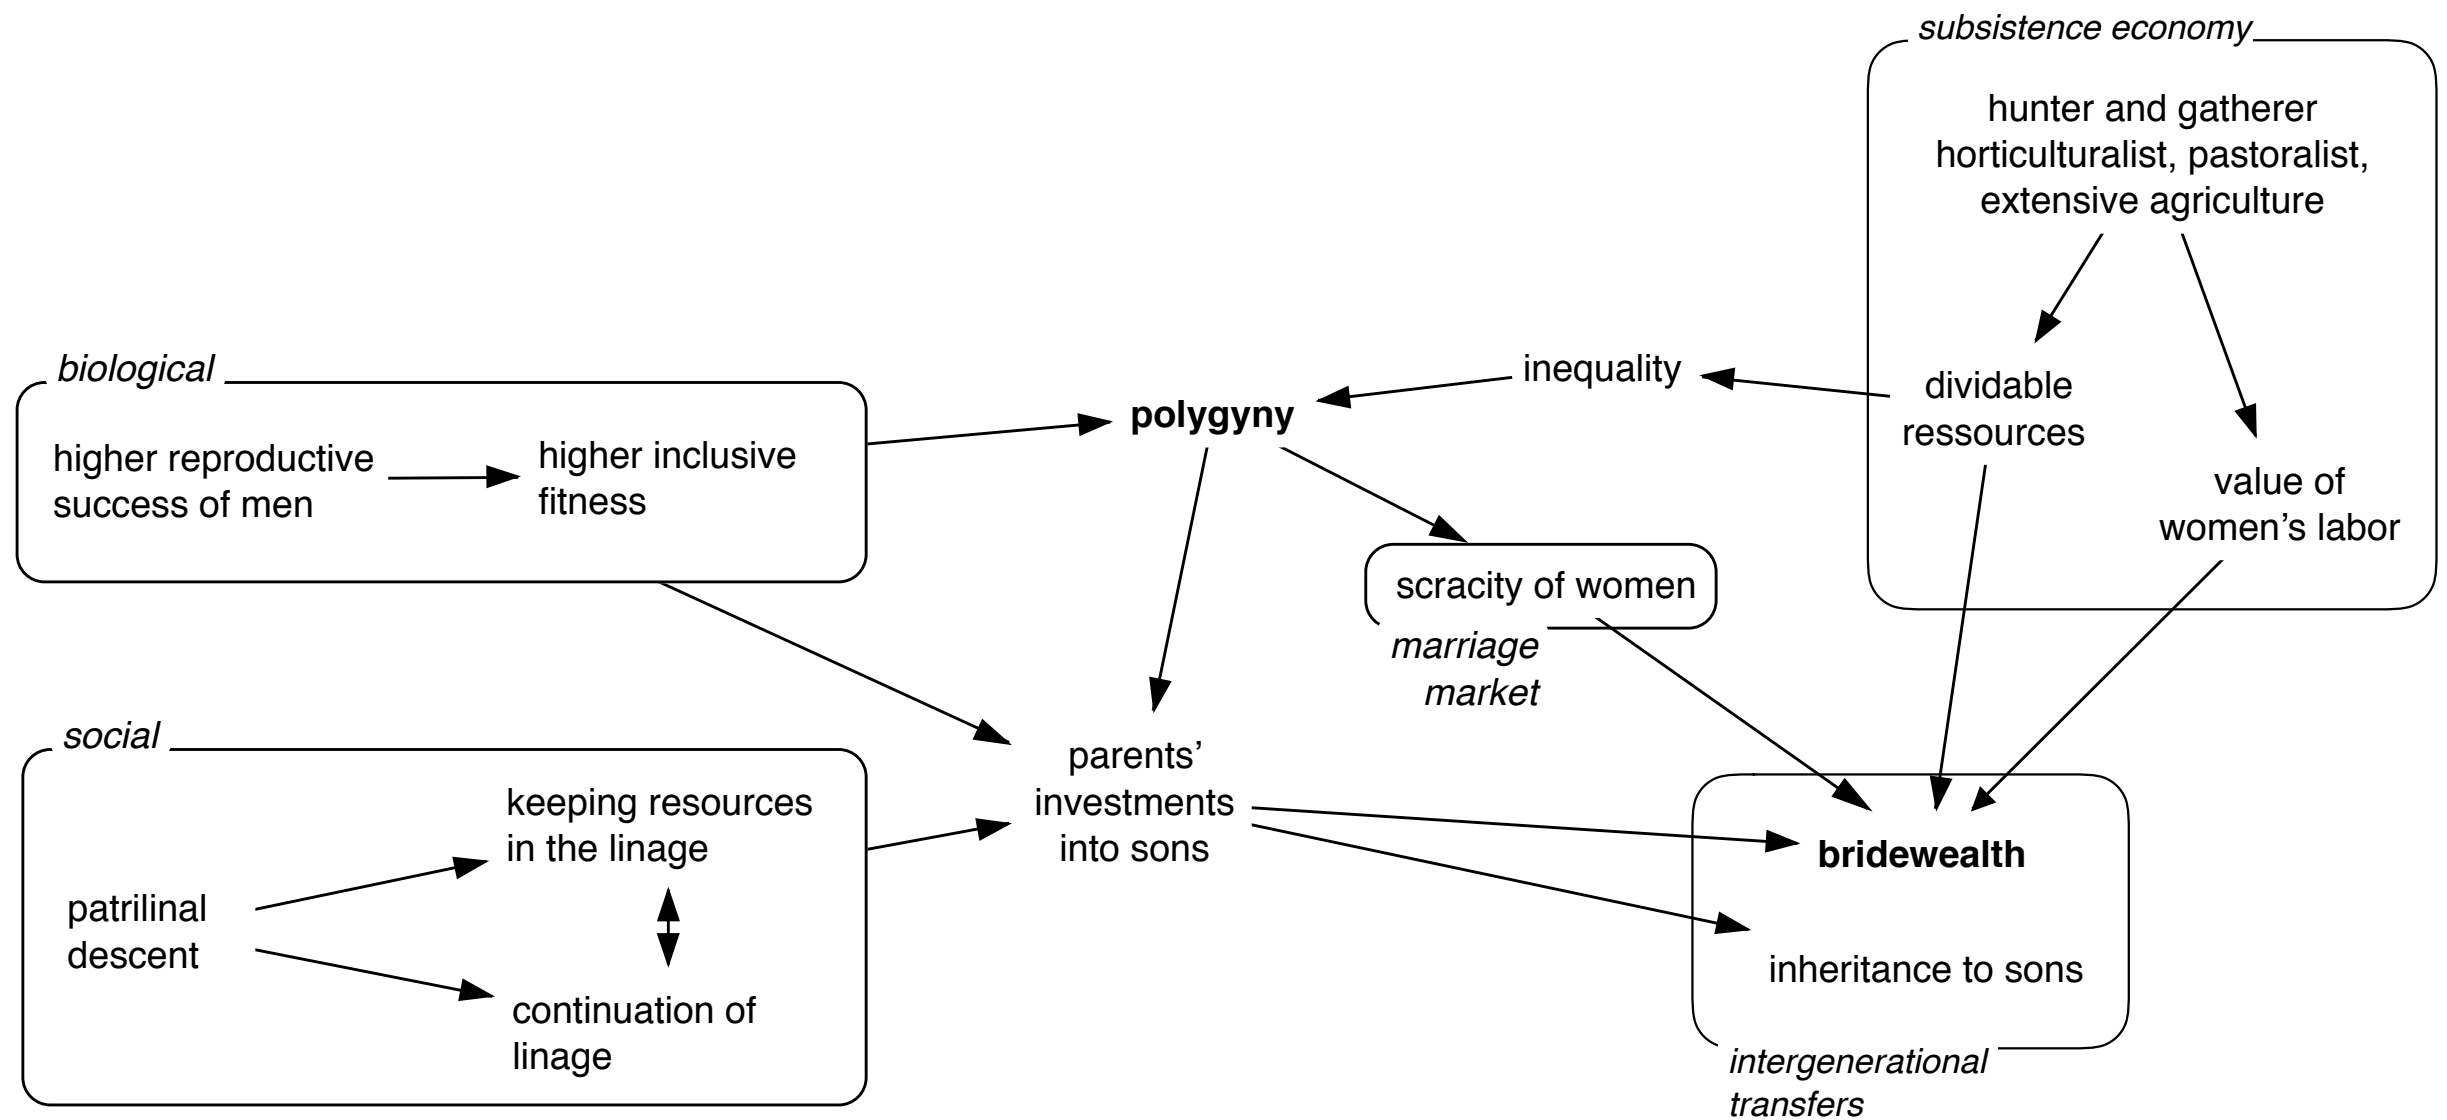 subsistence economy
hunter and gatherer
horticulturalist, pastoralist,
extensive agriculture
dividable
ressources
value of
women’s labor
inequality
biological
higher reproductive
success of men
higher inclusive
fitness
polygyny
scracity of women
marriage
market
social
keeping resources
in the linage
patrilinal
descent
continuation of
linage
parents’
investments
into sons
bridewealth
inheritance to sons
intergenerational
transfers